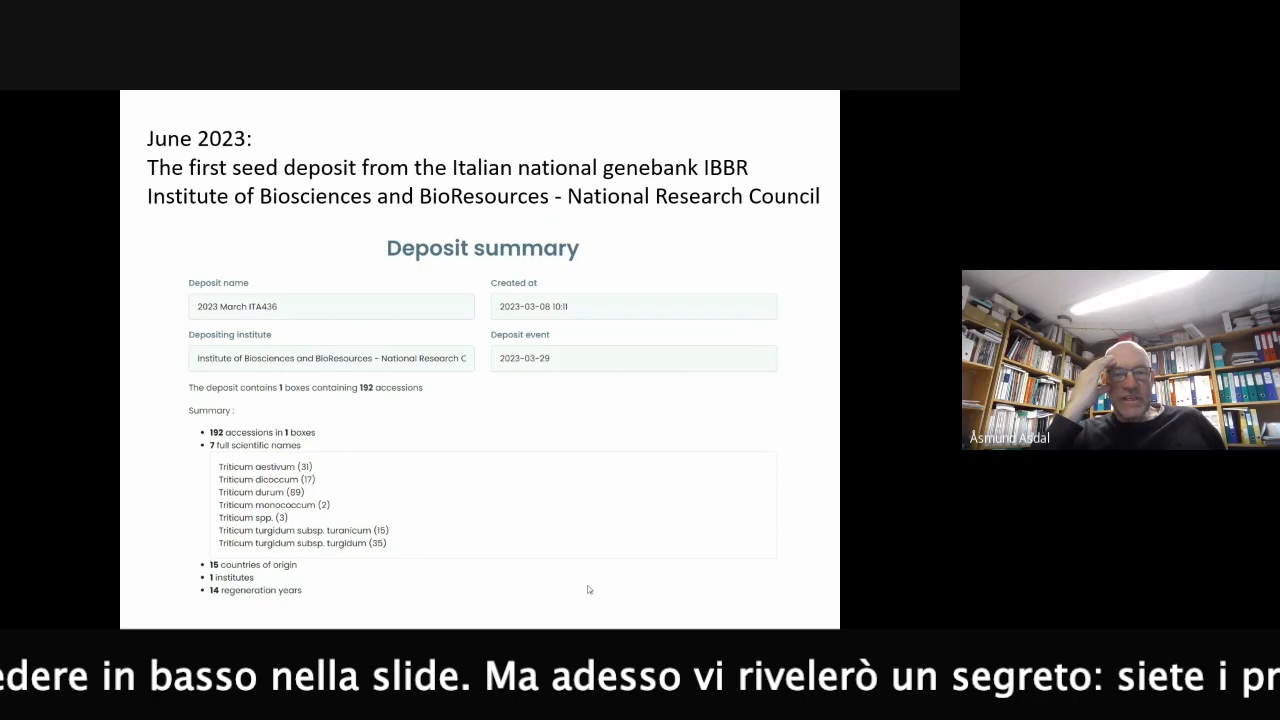 June 2023:
The first seed deposit from the Italian national genebank IBBR
Institute of Biosciences and BioResources - National Research Council
Deposit summary
Deposit name
Created at
2023 March ITA436
2023-03-08 10:11
Depositing institute
Deposit event
Institute of Biosciences and BioResources - National Research C
2023-03-29
The deposit contains 1 boxes containing 192 accessions
Summary :
• 192 accessions in 1 boxes
• 7 full scientific names
Triticum aestivum (31)
Triticum dicoccum (17)
Triticum durum (89)
Triticum monococcum (2)
Triticum spp. (3)
Triticum turgidum subsp. turanicum (15)
Triticum turgidum subsp. turgidum (35)
• 15 countries of origin
• 1 institutes
• 14 regeneration years
Åsmund Asdal
edere in basso nella slide. Ma adesso vi rivelerò un segreto: siete i pr